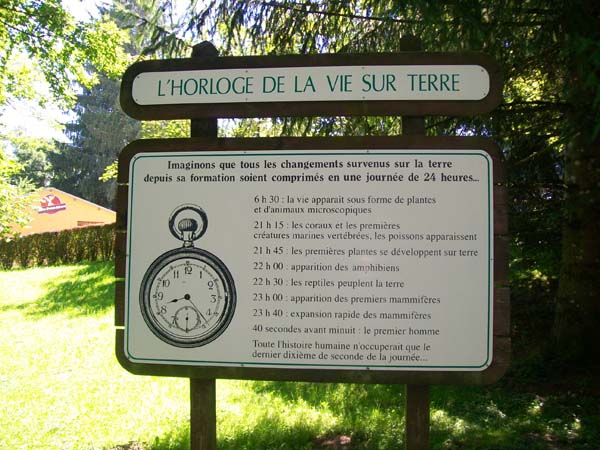 L'HORLOGE DE LA VIE SUR TERRE
Imaginons que tous les changements survenus sur la terre
depuis sa formation soient comprimés en une journée de 24 heures...
6 h 30 : la vie apparait sous forme de plantes
et d'animaux microscopiques
21 h 15 : les coraux et les premières
créatures marines vertébrées, les poissons apparaissent
21 h 45 : les premières plantes se développent sur terre
22 h 00 : apparition des amphibiens
22 h 30 : les reptiles peuplent la terre
23 h 00 : apparition des premiers mammifères
23 h 40 : expansion rapide des mammifères
40 secondes avant minuit : le premier homme
Toute l'histoire humaine n'occuperait que le
dernier dixième de seconde de la journée...